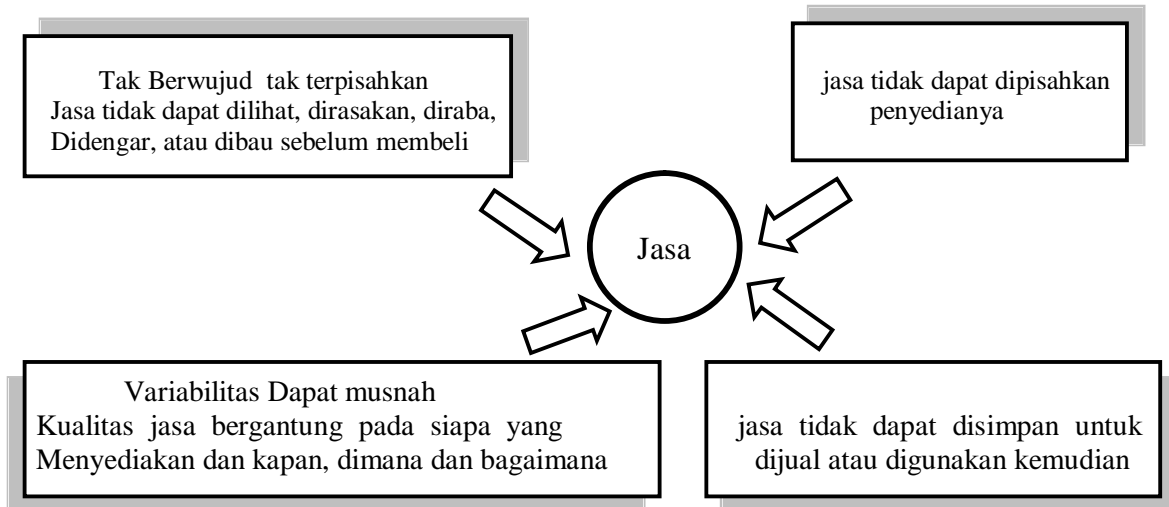 Tak Berwujud tak terpisahkan
Jasa tidak dapat dilihat, dirasakan, diraba,
Didengar, atau dibau sebelum membeli
jasa tidak dapat dipisahkan
penyedianya
Jasa
Variabilitas Dapat musnah
Kualitas jasa bergantung pada siapa yang
Menyediakan dan kapan, dimana dan bagaimana
jasa tidak dapat disimpan untuk
dijual atau digunakan kemudian